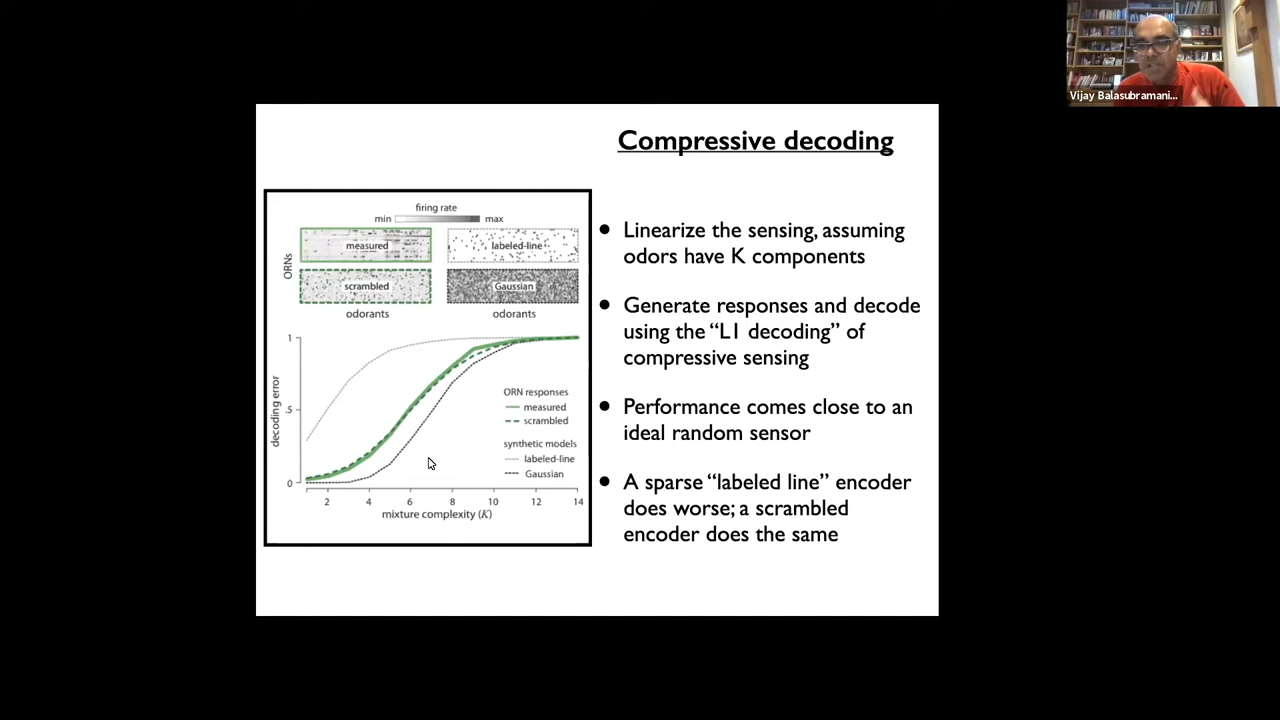 Vijay Balasubramani...
Compressive decoding
firing rate
min max
measured
labeled-line
ORNs
scrambled
Gaussian
odorants
odorants
1
.5
0
decoding error
ORN responses
measured
scrambled
synthetic models
labeled-line
Gaussian
2 4 6 8 10 12 14
mixture complexity (K)
• Linearize the sensing, assuming
odors have K components
• Generate responses and decode
using the “L1 decoding” of
compressive sensing
• Performance comes close to an
ideal random sensor
• A sparse “labeled line” encoder
does worse; a scrambled
encoder does the same